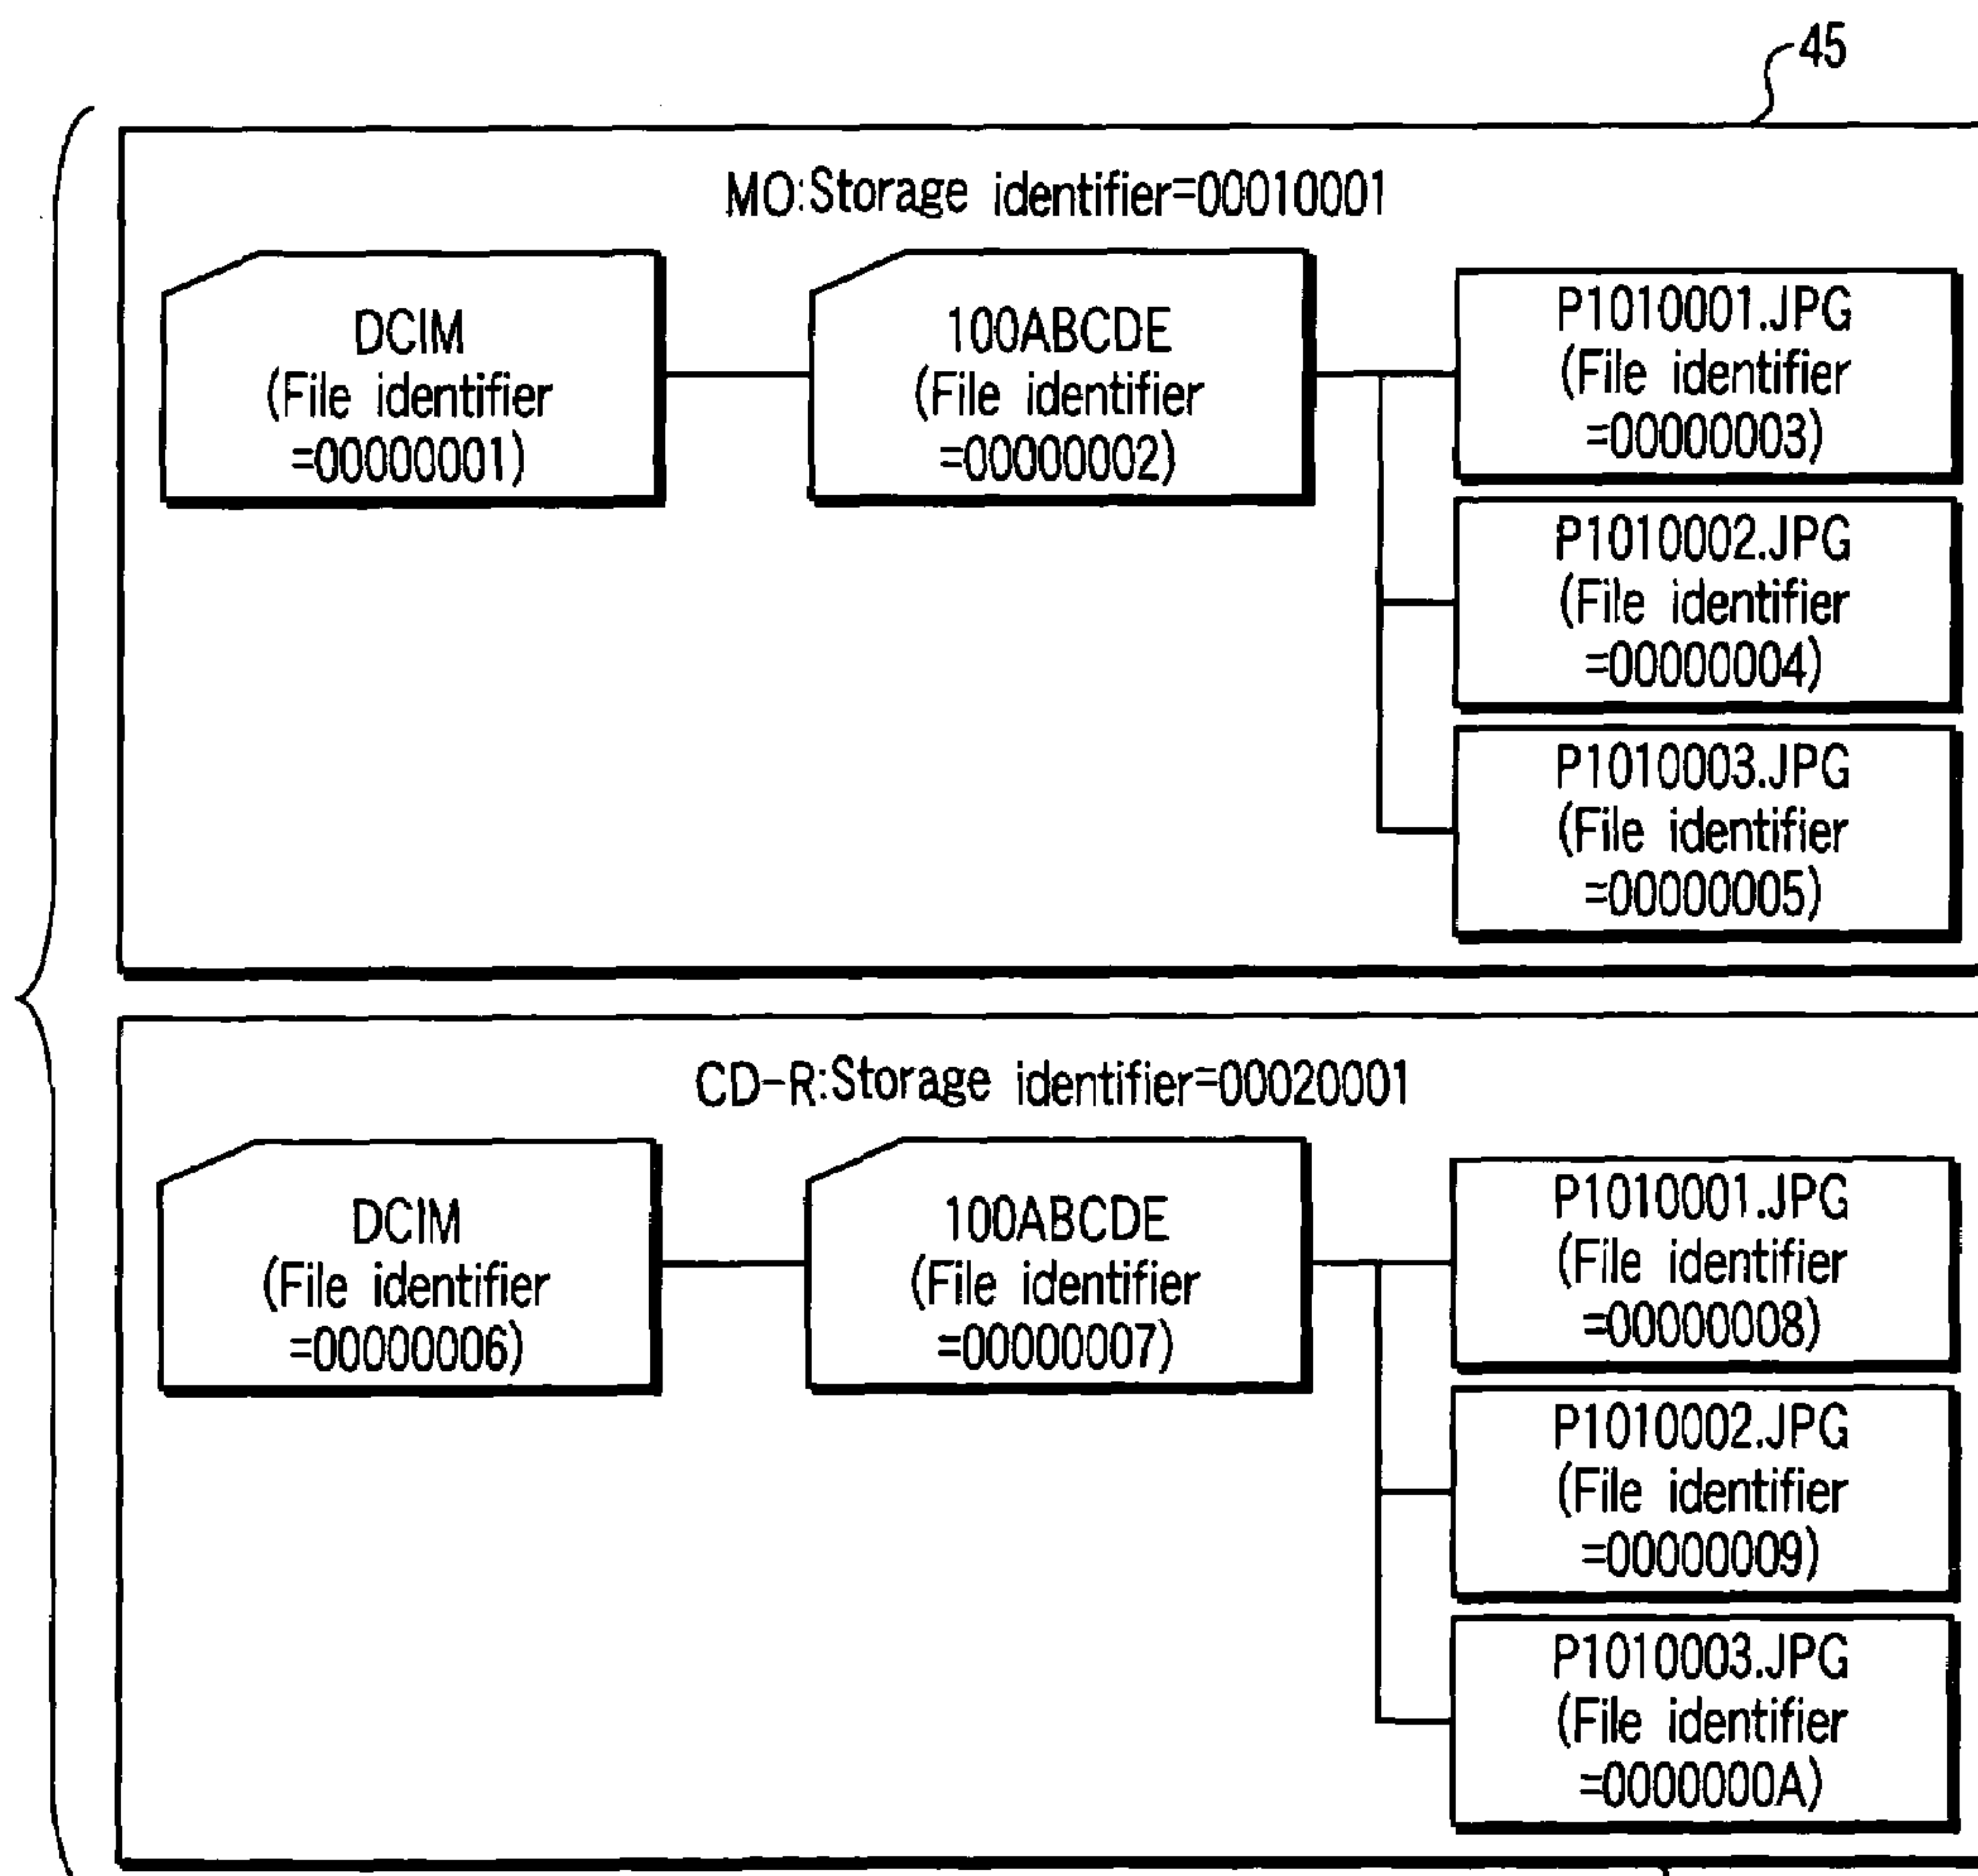 45
MO:Storage identifier=00010001
DCIM
(File identifier
=00000001)
100ABCDE
(File identifier
=00000002)
P1010001.JPG
(File identifier
=00000003)
P1010002.JPG
(File identifier
=00000004)
P1010003.JPG
(File identifier
=00000005)
CD-R:Storage identifier=00020001
DCIM
(File identifier
=00000006)
100ABCDE
(File identifier
=00000007)
P1010001.JPG
(File identifier
=00000008)
P1010002.JPG
(File identifier
=00000009)
P1010003.JPG
(File identifier
=0000000A)